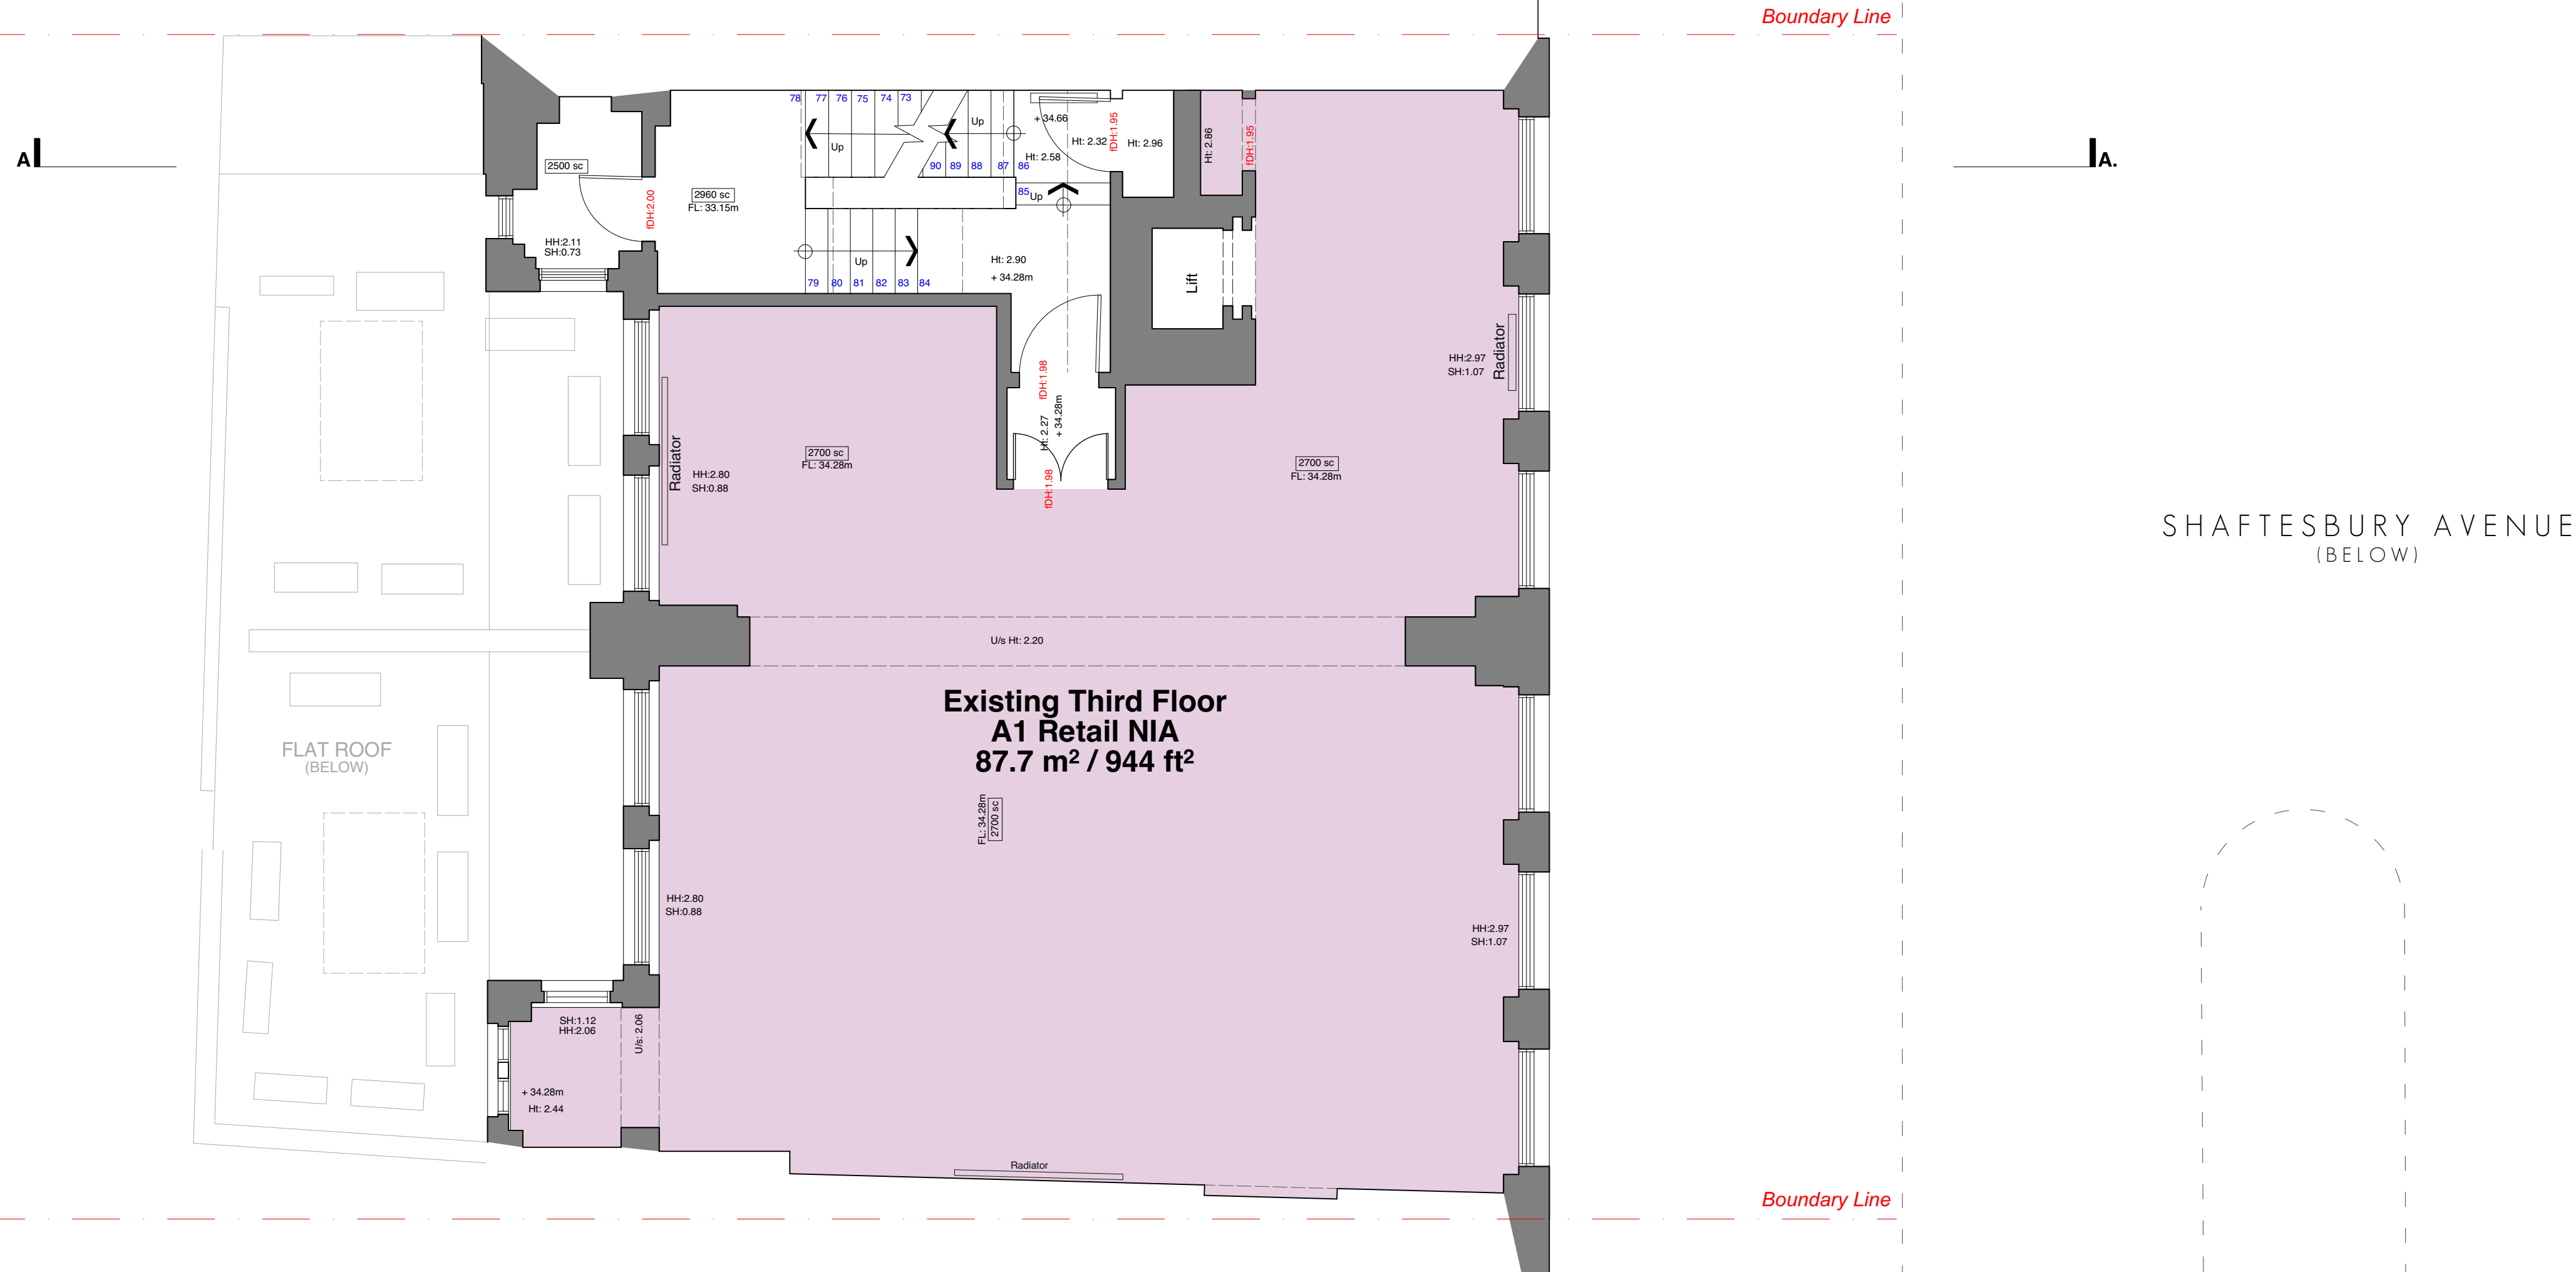 Boundary Line
A
A.
78
77
76
75
74
73
Up
Up
+ 34.66
Ht: 2.32
Ht: 2.58
fDH:1.95
Ht: 2.96
Ht: 2.86
fDH:1.95
90
89
88
87
86
85
Up
2500 sc
fDH:2.00
2960 sc
FL: 33.15m
HH:2.11
SH:0.73
Up
79
80
81
82
83
84
Ht: 2.90
+ 34.28m
Lift
fDH:1.98
Ht: 2.27
+ 34.28m
fDH:1.98
Radiator
HH:2.80
SH:0.88
2700 sc
FL: 34.28m
2700 sc
FL: 34.28m
HH:2.97
SH:1.07
Radiator
SHAFTESBURY AVENUE
(BELOW)
U/s Ht: 2.20
Existing Third Floor
A1 Retail NIA
87.7 m² / 944 ft²
FLAT ROOF
(BELOW)
FL: 34.28m
2700 sc
HH:2.80
SH:0.88
HH:2.97
SH:1.07
SH:1.12
HH:2.06
U/s: 2.06
+ 34.28m
Ht: 2.44
Radiator
Boundary Line